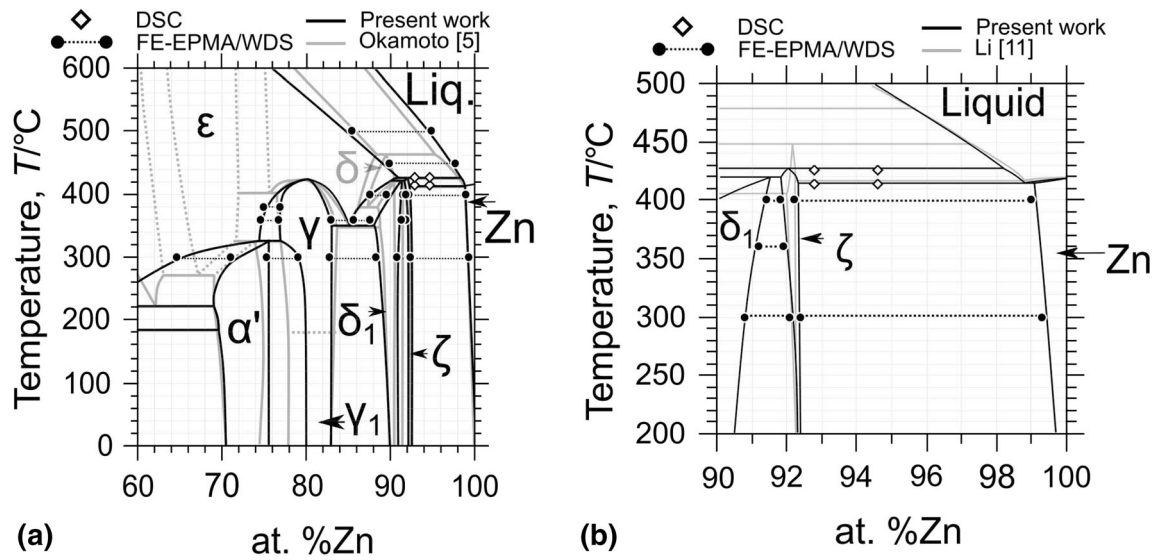 DSC
Present work
FE-EPMA/WDS
Okamoto [5]
600
500
400
300
200
100
0
Temperature, T/°C
60
70
80
90
100
at. %Zn
Liq.
ε
δ
γ
Zn
α'
δ1
ζ
γ1
(a)
DSC
Present work
FE-EPMA/WDS
Li [11]
500
450
400
350
300
250
200
Temperature, T/°C
90
92
94
96
98
100
at. %Zn
Liquid
δ1
ζ
Zn
(b)